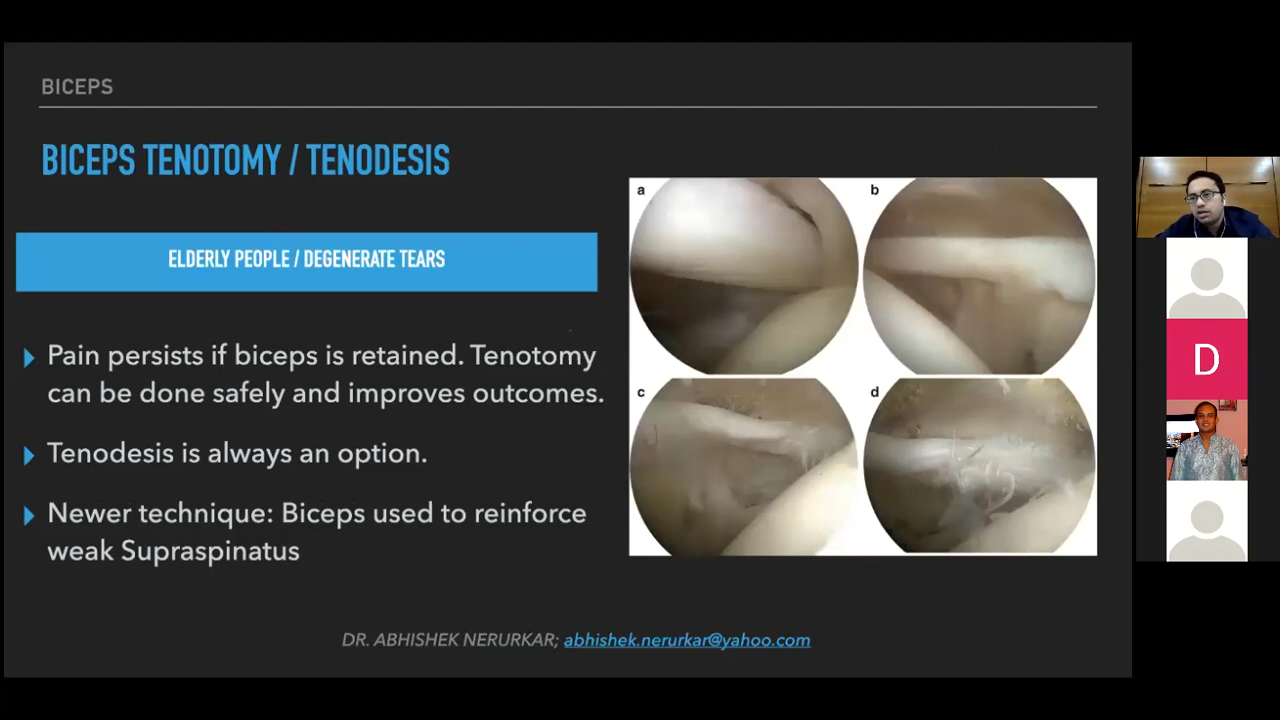 BICEPS
BICEPS TENOTOMY / TENODESIS
ELDERLY PEOPLE / DEGENERATE TEARS
Pain persists if biceps is retained. Tenotomy
can be done safely and improves outcomes.
Tenodesis is always an option.
Newer technique: Biceps used to reinforce
weak Supraspinatus
a
b
c
d
DR. ABHISHEK NERURKAR; abhishek.nerurkar@yahoo.com
D